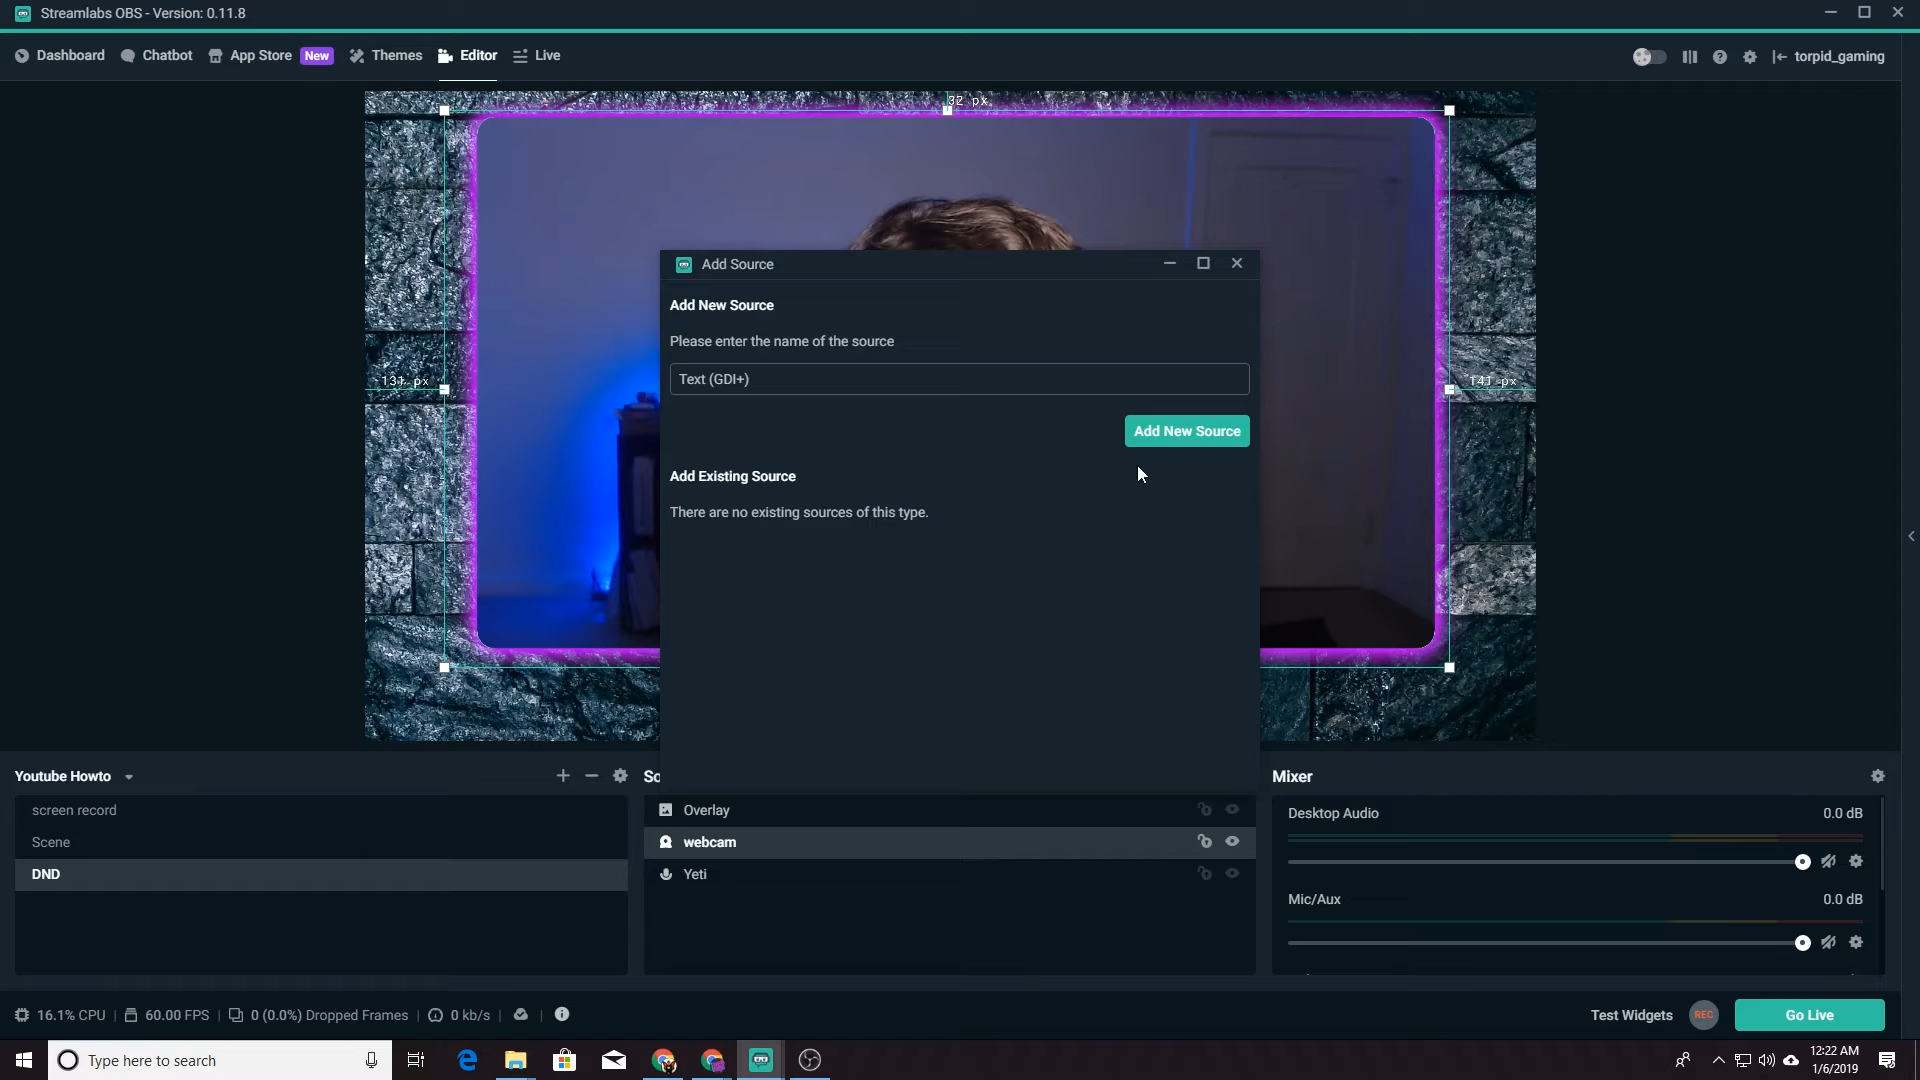 Streamlabs OBS - Version: 0.11.8
Dashboard Chatbot App Store New Themes Editor Live torpid_gaming
32 px
131 px
141 px
Add Source
Add New Source
Please enter the name of the source
Text (GDI+)
Add New Source
Add Existing Source
There are no existing sources of this type.
Youtube Howto
screen record
Scene
DND
So
Overlay
webcam
Yeti
Mixer
Desktop Audio 0.0 dB
Mic/Aux 0.0 dB
16.1% CPU 60.00 FPS 0 (0.0%) Dropped Frames 0 kb/s
Test Widgets REC Go Live
Type here to search
12:22 AM
1/6/2019